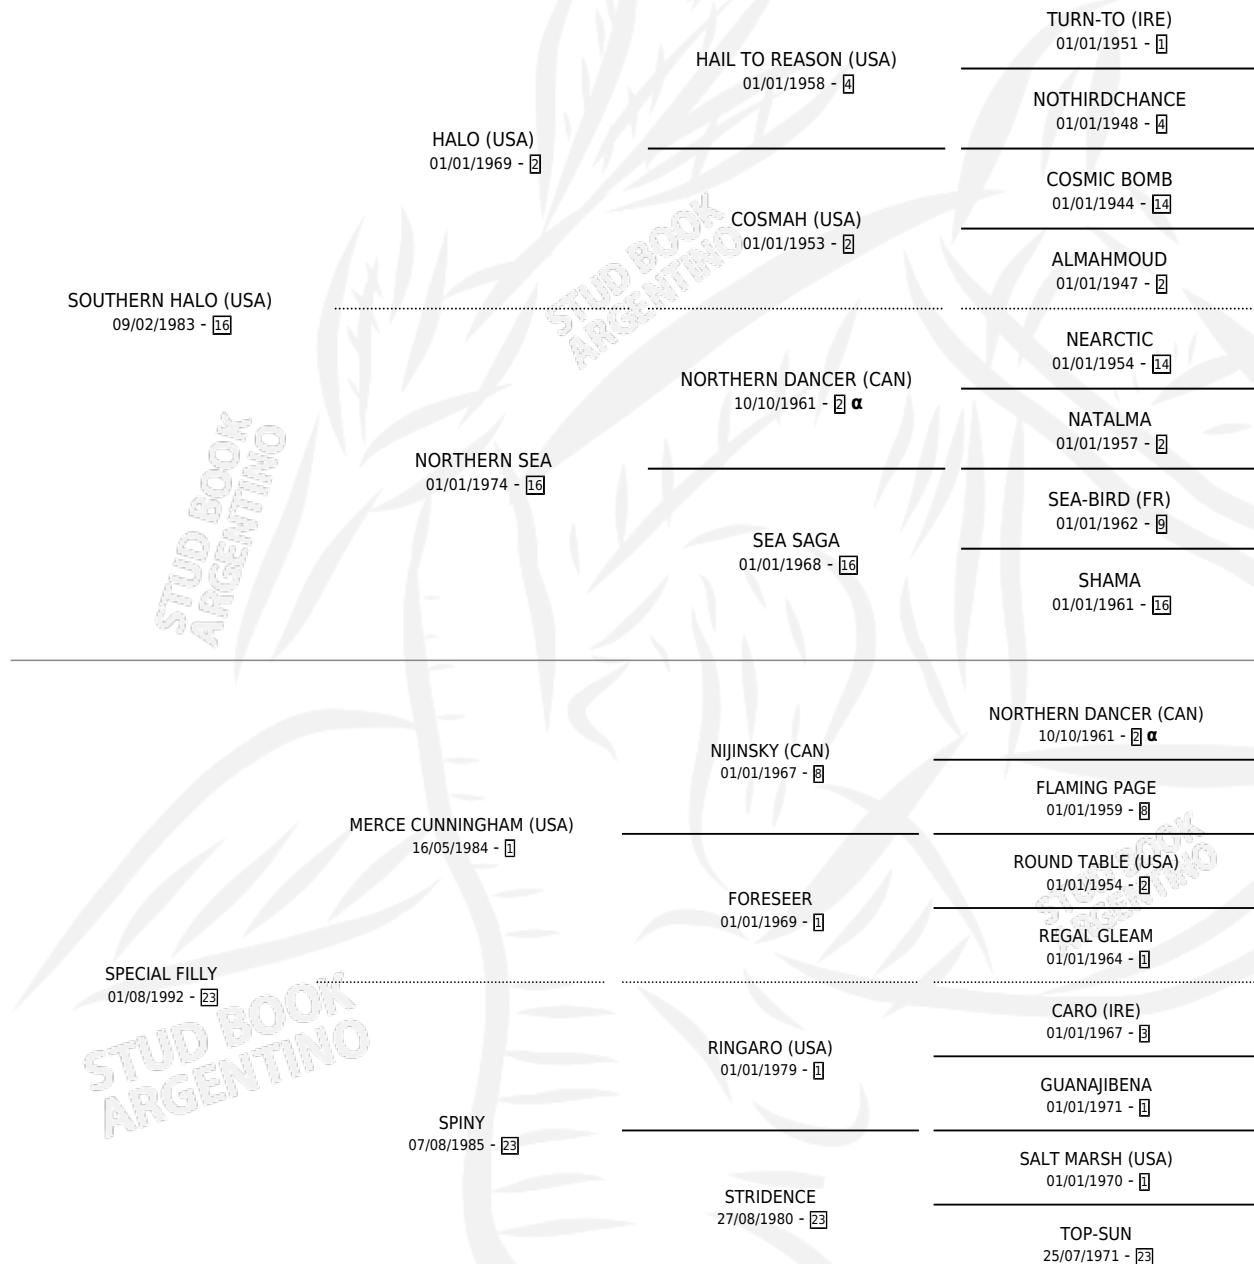 TURN-TO (IRE)
01/01/1951 - 1
HAIL TO REASON (USA)
01/01/1958 - 4
NOTHIRDCHANCE
01/01/1948 - 4
HALO (USA)
01/01/1969 - 2
COSMIC BOMB
01/01/1944 - 14
COSMAH (USA)
01/01/1953 - 2
ALMAHMOUD
01/01/1947 - 2
SOUTHERN HALO (USA)
09/02/1983 - 16
STUD BOOK
ARGENTINO
NEARCTIC
01/01/1954 - 14
NORTHERN DANCER (CAN)
10/10/1961 - 2 α
NATALMA
01/01/1957 - 2
NORTHERN SEA
01/01/1974 - 16
STUD BOOK
ARGENTINO
SEA-BIRD (FR)
01/01/1962 - 9
SEA SAGA
01/01/1968 - 16
SHAMA
01/01/1961 - 16
NORTHERN DANCER (CAN)
10/10/1961 - 2 α
NIJINSKY (CAN)
01/01/1967 - 8
FLAMING PAGE
01/01/1959 - 8
MERCE CUNNINGHAM (USA)
16/05/1984 - 1
ROUND TABLE (USA)
01/01/1954 - 2
STUD BOOK
ARGENTINO
FORESEER
01/01/1969 - 1
REGAL GLEAM
01/01/1964 - 1
SPECIAL FILLY
01/08/1992 - 23
STUD BOOK
ARGENTINO
CARO (IRE)
01/01/1967 - 3
RINGARO (USA)
01/01/1979 - 1
GUANAJIBENA
01/01/1971 - 1
SPINY
07/08/1985 - 23
SALT MARSH (USA)
01/01/1970 - 1
STRIDENCE
27/08/1980 - 23
TOP-SUN
25/07/1971 - 23